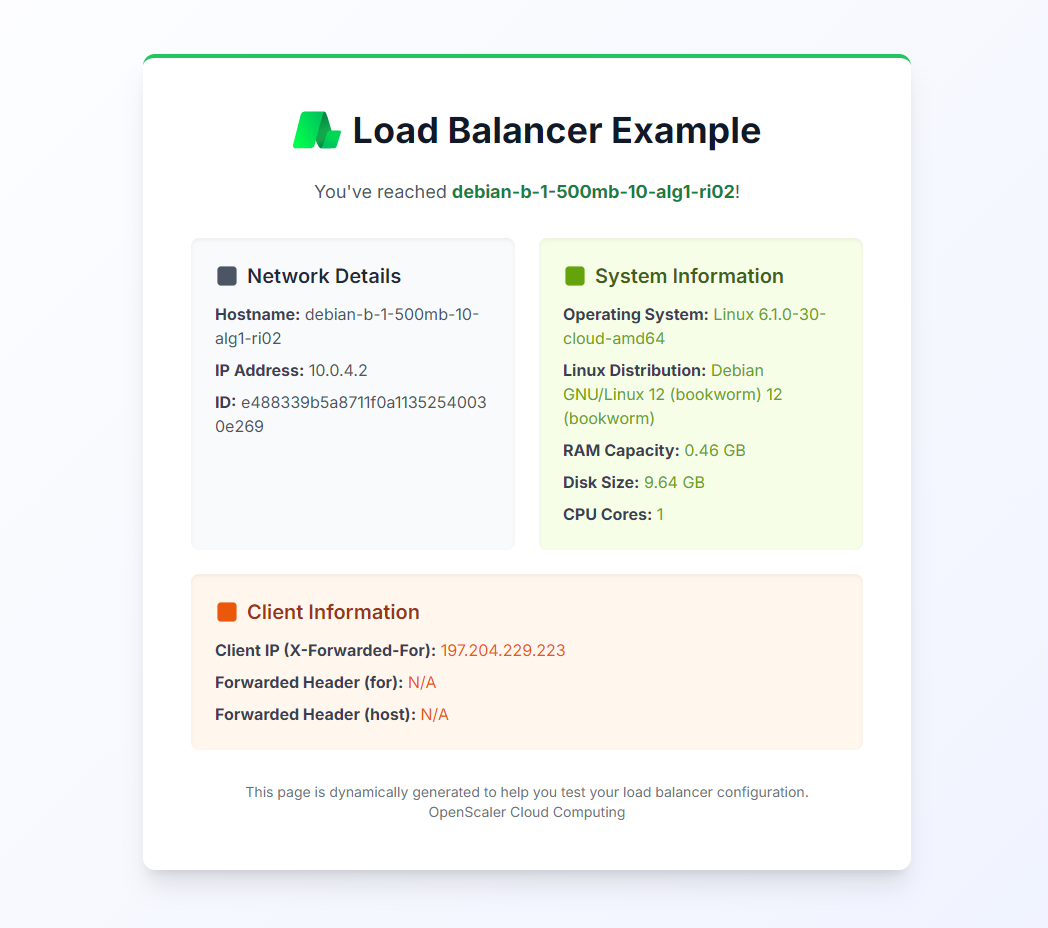 Load Balancer Example
You've reached debian-b-1-500mb-10-alg1-ri02!
Network Details
Hostname: debian-b-1-500mb-10-
alg1-ri02
IP Address: 10.0.4.2
ID: e488339b5a8711f0a1135254003
0e269
System Information
Operating System: Linux 6.1.0-30-
cloud-amd64
Linux Distribution: Debian
GNU/Linux 12 (bookworm) 12
(bookworm)
RAM Capacity: 0.46 GB
Disk Size: 9.64 GB
CPU Cores: 1
Client Information
Client IP (X-Forwarded-For): 197.204.229.223
Forwarded Header (for): N/A
Forwarded Header (host): N/A
This page is dynamically generated to help you test your load balancer configuration.
OpenScaler Cloud Computing